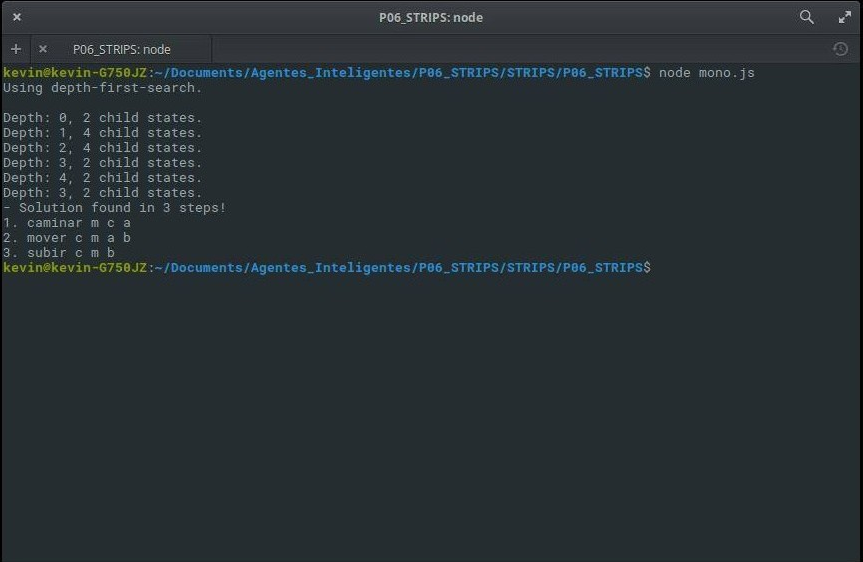 P06_STRIPS: node
P06_STRIPS: node
kevin@kevin-G750JZ:~/Documents/Agentes_Inteligentes/P06_STRIPS/STRIPS/P06_STRIPS$ node mono.js
Using depth-first-search.
Depth: 0, 2 child states.
Depth: 1, 4 child states.
Depth: 2, 4 child states.
Depth: 3, 2 child states.
Depth: 4, 2 child states.
Depth: 3, 2 child states.
- Solution found in 3 steps!
1. caminar m c a
2. mover c m a b
3. subir c m b
kevin@kevin-G750JZ:~/Documents/Agentes_Inteligentes/P06_STRIPS/STRIPS/P06_STRIPS$